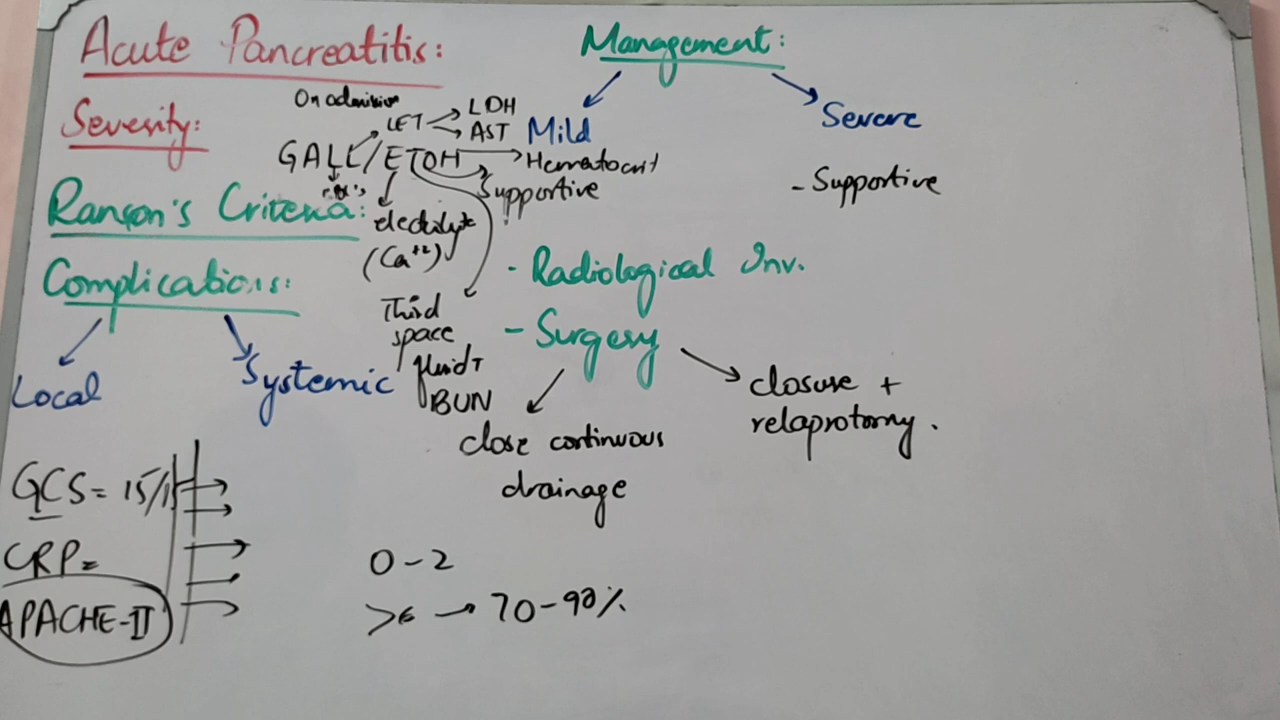 Acute Pancreatitis:
Severity:
On admission
LFT
LDH
AST
GALL/ETOH
Hematocrit
electrolyte
(Ca++)
Third
space
fluid
BUN
Ranson's Criteria:
Complications:
Local
Systemic
GCS = 15/15
CRP =
APACHE-II
Management:
Mild
Supportive
Severe
- Supportive
- Radiological Inv.
- Surgery
close continuous
drainage
closure +
relaprotomy.
0-2
>6 → 70-90%